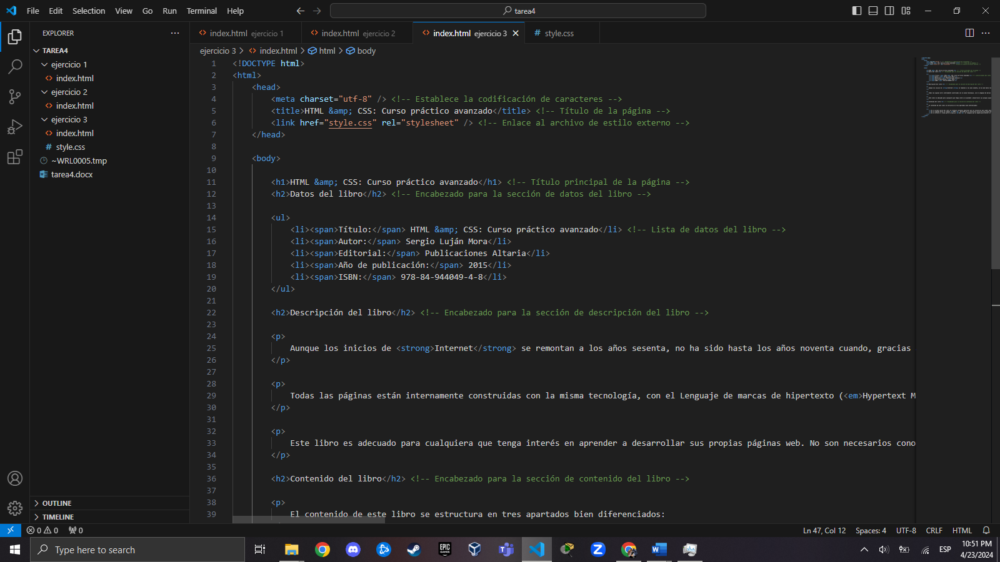 File Edit Selection View Go Run Terminal Help
tarea4
EXPLORER
TAREA4
ejercicio 1
index.html
ejercicio 2
index.html
ejercicio 3
index.html
# style.css
~WRL0005.tmp
tarea4.docx
OUTLINE
TIMELINE
index.html ejercicio 1
index.html ejercicio 2
index.html ejercicio 3
# style.css
ejercicio 3 > index.html > html > body
1 <!DOCTYPE html>
2 <html>
3 <head>
4 <meta charset="utf-8" /> <!-- Establece la codificación de caracteres -->
5 <title>HTML &amp; CSS: Curso práctico avanzado</title> <!-- Título de la página -->
6 <link href="style.css" rel="stylesheet" /> <!-- Enlace al archivo de estilo externo -->
7 </head>
8
9 <body>
10
11 <h1>HTML &amp; CSS: Curso práctico avanzado</h1> <!-- Título principal de la página -->
12 <h2>Datos del libro</h2> <!-- Encabezado para la sección de datos del libro -->
13
14 <ul>
15 <li><span>Título:</span> HTML &amp; CSS: Curso práctico avanzado</li> <!-- Lista de datos del libro -->
16 <li><span>Autor:</span> Sergio Luján Mora</li>
17 <li><span>Editorial:</span> Publicaciones Altaria</li>
18 <li><span>Año de publicación:</span> 2015</li>
19 <li><span>ISBN:</span> 978-84-944049-4-8</li>
20 </ul>
21
22 <h2>Descripción del libro</h2> <!-- Encabezado para la sección de descripción del libro -->
23
24 <p>
25 Aunque los inicios de <strong>Internet</strong> se remontan a los años sesenta, no ha sido hasta los años noventa cuando, gracias
26 </p>
27
28 <p>
29 Todas las páginas están internamente construidas con la misma tecnología, con el Lenguaje de marcas de hipertexto (<em>Hypertext M
30 </p>
31
32 <p>
33 Este libro es adecuado para cualquiera que tenga interés en aprender a desarrollar sus propias páginas web. No son necesarios cono
34 </p>
35
36 <h2>Contenido del libro</h2> <!-- Encabezado para la sección de contenido del libro -->
37
38 <p>
39 El contenido de este libro se estructura en tres apartados bien diferenciados:
0 0 0
Ln 47, Col 12 Spaces: 4 UTF-8 CRLF HTML
Type here to search
EPIC GAMES
ESP
10:51 PM
4/23/2024